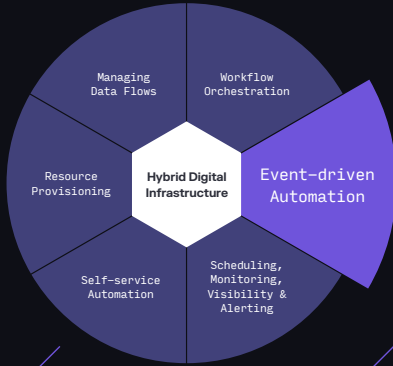 Managing
Data Flows
Workflow
Orchestration
Resource
Provisioning
Hybrid Digital
Infrastructure
Event-driven
Automation
Self-service
Automation
Scheduling,
Monitoring,
Visibility &
Alerting